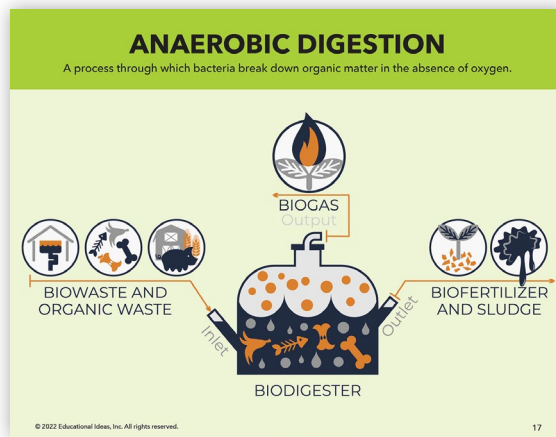 ANAEROBIC DIGESTION
A process through which bacteria break down organic matter in the absence of oxygen.
BIOGAS
Output
BIOWASTE AND
ORGANIC WASTE
Inlet
Outlet
BIOFERTILIZER
AND SLUDGE
BIODIGESTER
© 2022 Educational Ideas, Inc. All rights reserved.
17